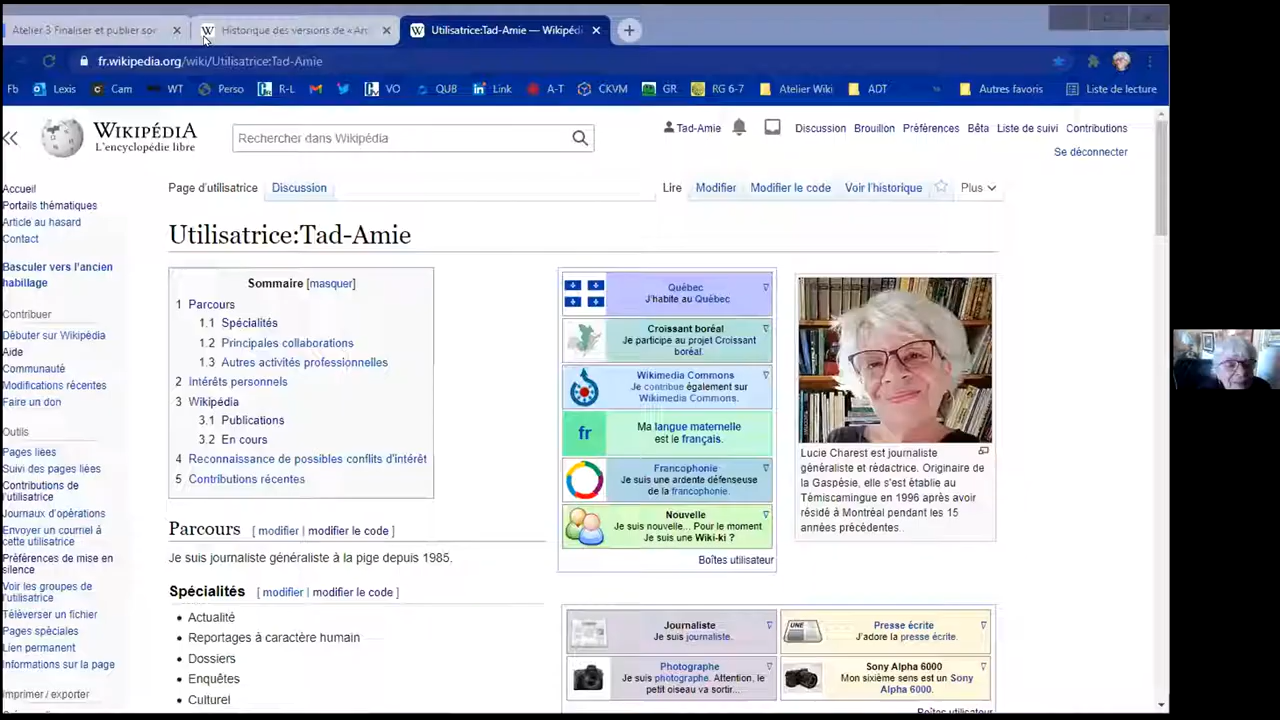 Atelier 3 Finaliser et publier sor
Historique des versions de « Ar
Utilisatrice:Tad-Amie — Wikipédi
fr.wikipedia.org/wiki/Utilisatrice:Tad-Amie
Fb Lexis Cam WT Perso R-L VO QUB Link A-T CKVM GR RG 6-7 Atelier Wiki ADT » Autres favoris Liste de lecture
WIKIPÉDIA
L'encyclopédie libre
Rechercher dans Wikipédia
Tad-Amie Discussion Brouillon Préférences Bêta Liste de suivi Contributions
Se déconnecter
Page d'utilisatrice Discussion Lire Modifier Modifier le code Voir l'historique Plus
Accueil
Portails thématiques
Article au hasard
Contact
Basculer vers l'ancien
habillage
Contribuer
Débuter sur Wikipédia
Aide
Communauté
Modifications récentes
Faire un don
Outils
Pages liées
Suivi des pages liées
Contributions de
l'utilisatrice
Journaux d'opérations
Envoyer un courriel à
cette utilisatrice
Préférences de mise en
silence
Voir les groupes de
l'utilisatrice
Téléverser un fichier
Pages spéciales
Lien permanent
Informations sur la page
Imprimer / exporter
Utilisatrice:Tad-Amie
Sommaire [masquer]
1 Parcours
1.1 Spécialités
1.2 Principales collaborations
1.3 Autres activités professionnelles
2 Intérêts personnels
3 Wikipédia
3.1 Publications
3.2 En cours
4 Reconnaissance de possibles conflits d'intérêt
5 Contributions récentes
Parcours [ modifier | modifier le code ]
Je suis journaliste généraliste à la pige depuis 1985.
Spécialités [ modifier | modifier le code ]
• Actualité
• Reportages à caractère humain
• Dossiers
• Enquêtes
• Culturel
Québec
J'habite au Québec
Croissant boréal
Je participe au projet Croissant
boréal.
Wikimedia Commons
Je contribue également sur
Wikimedia Commons.
fr
Ma langue maternelle
est le français.
Francophonie
Je suis une ardente défenseuse
de la francophonie.
Nouvelle
Je suis nouvelle... Pour le moment
Je suis une Wiki-ki ?
Boîtes utilisateur
Lucie Charest est journaliste
généraliste et rédactrice. Originaire de
la Gaspésie, elle s'est établie au
Témiscamingue en 1996 après avoir
résidé à Montréal pendant les 15
années précédentes.
Journaliste
Je suis journaliste.
UNE
Presse écrite
J'adore la presse écrite.
Photographe
Je suis photographe. Attention, le
petit oiseau va sortir...
Sony Alpha 6000
Mon sixième sens est un Sony
Alpha 6000.
Boîtes utilisateur